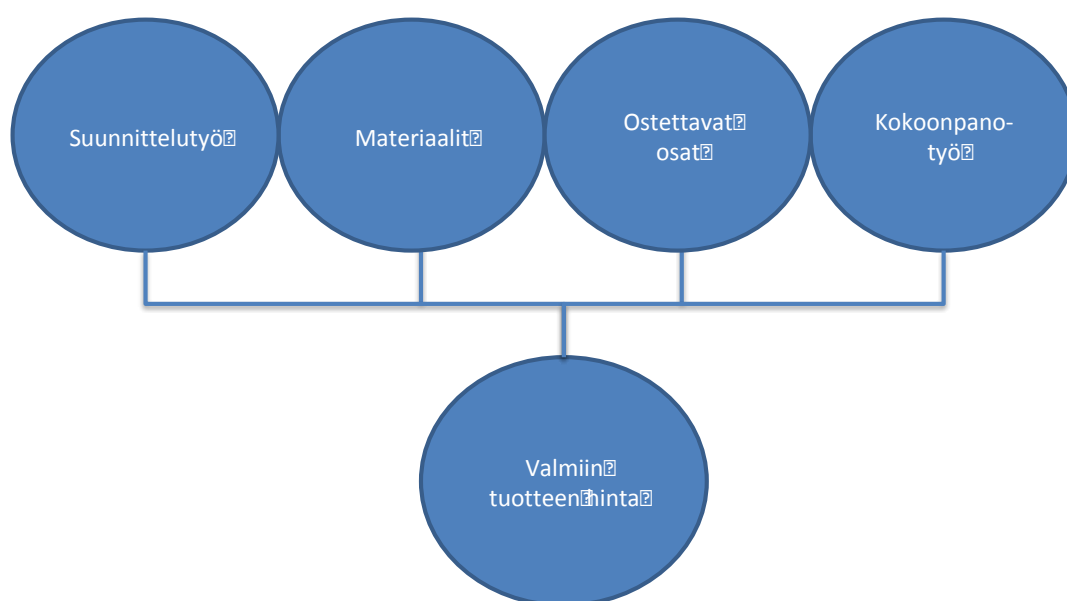 Suunnittelutyö
Materiaalit
Ostettavat
osat
Kokoonpano-
työ
Valmiin
tuotteen hinta